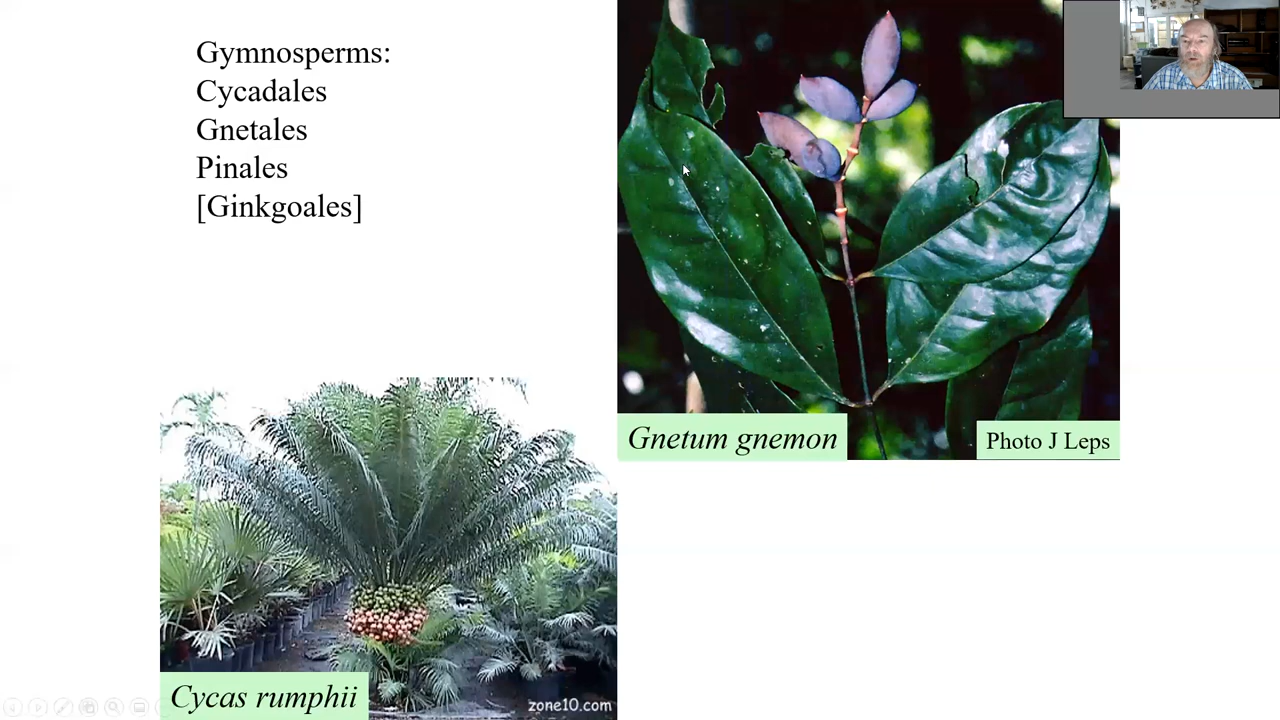 Gymnosperms:
Cycadales
Gnetales
Pinales
[Ginkgoales]
Gnetum gnemon
Photo J Leps
Cycas rumphii
zone10.com